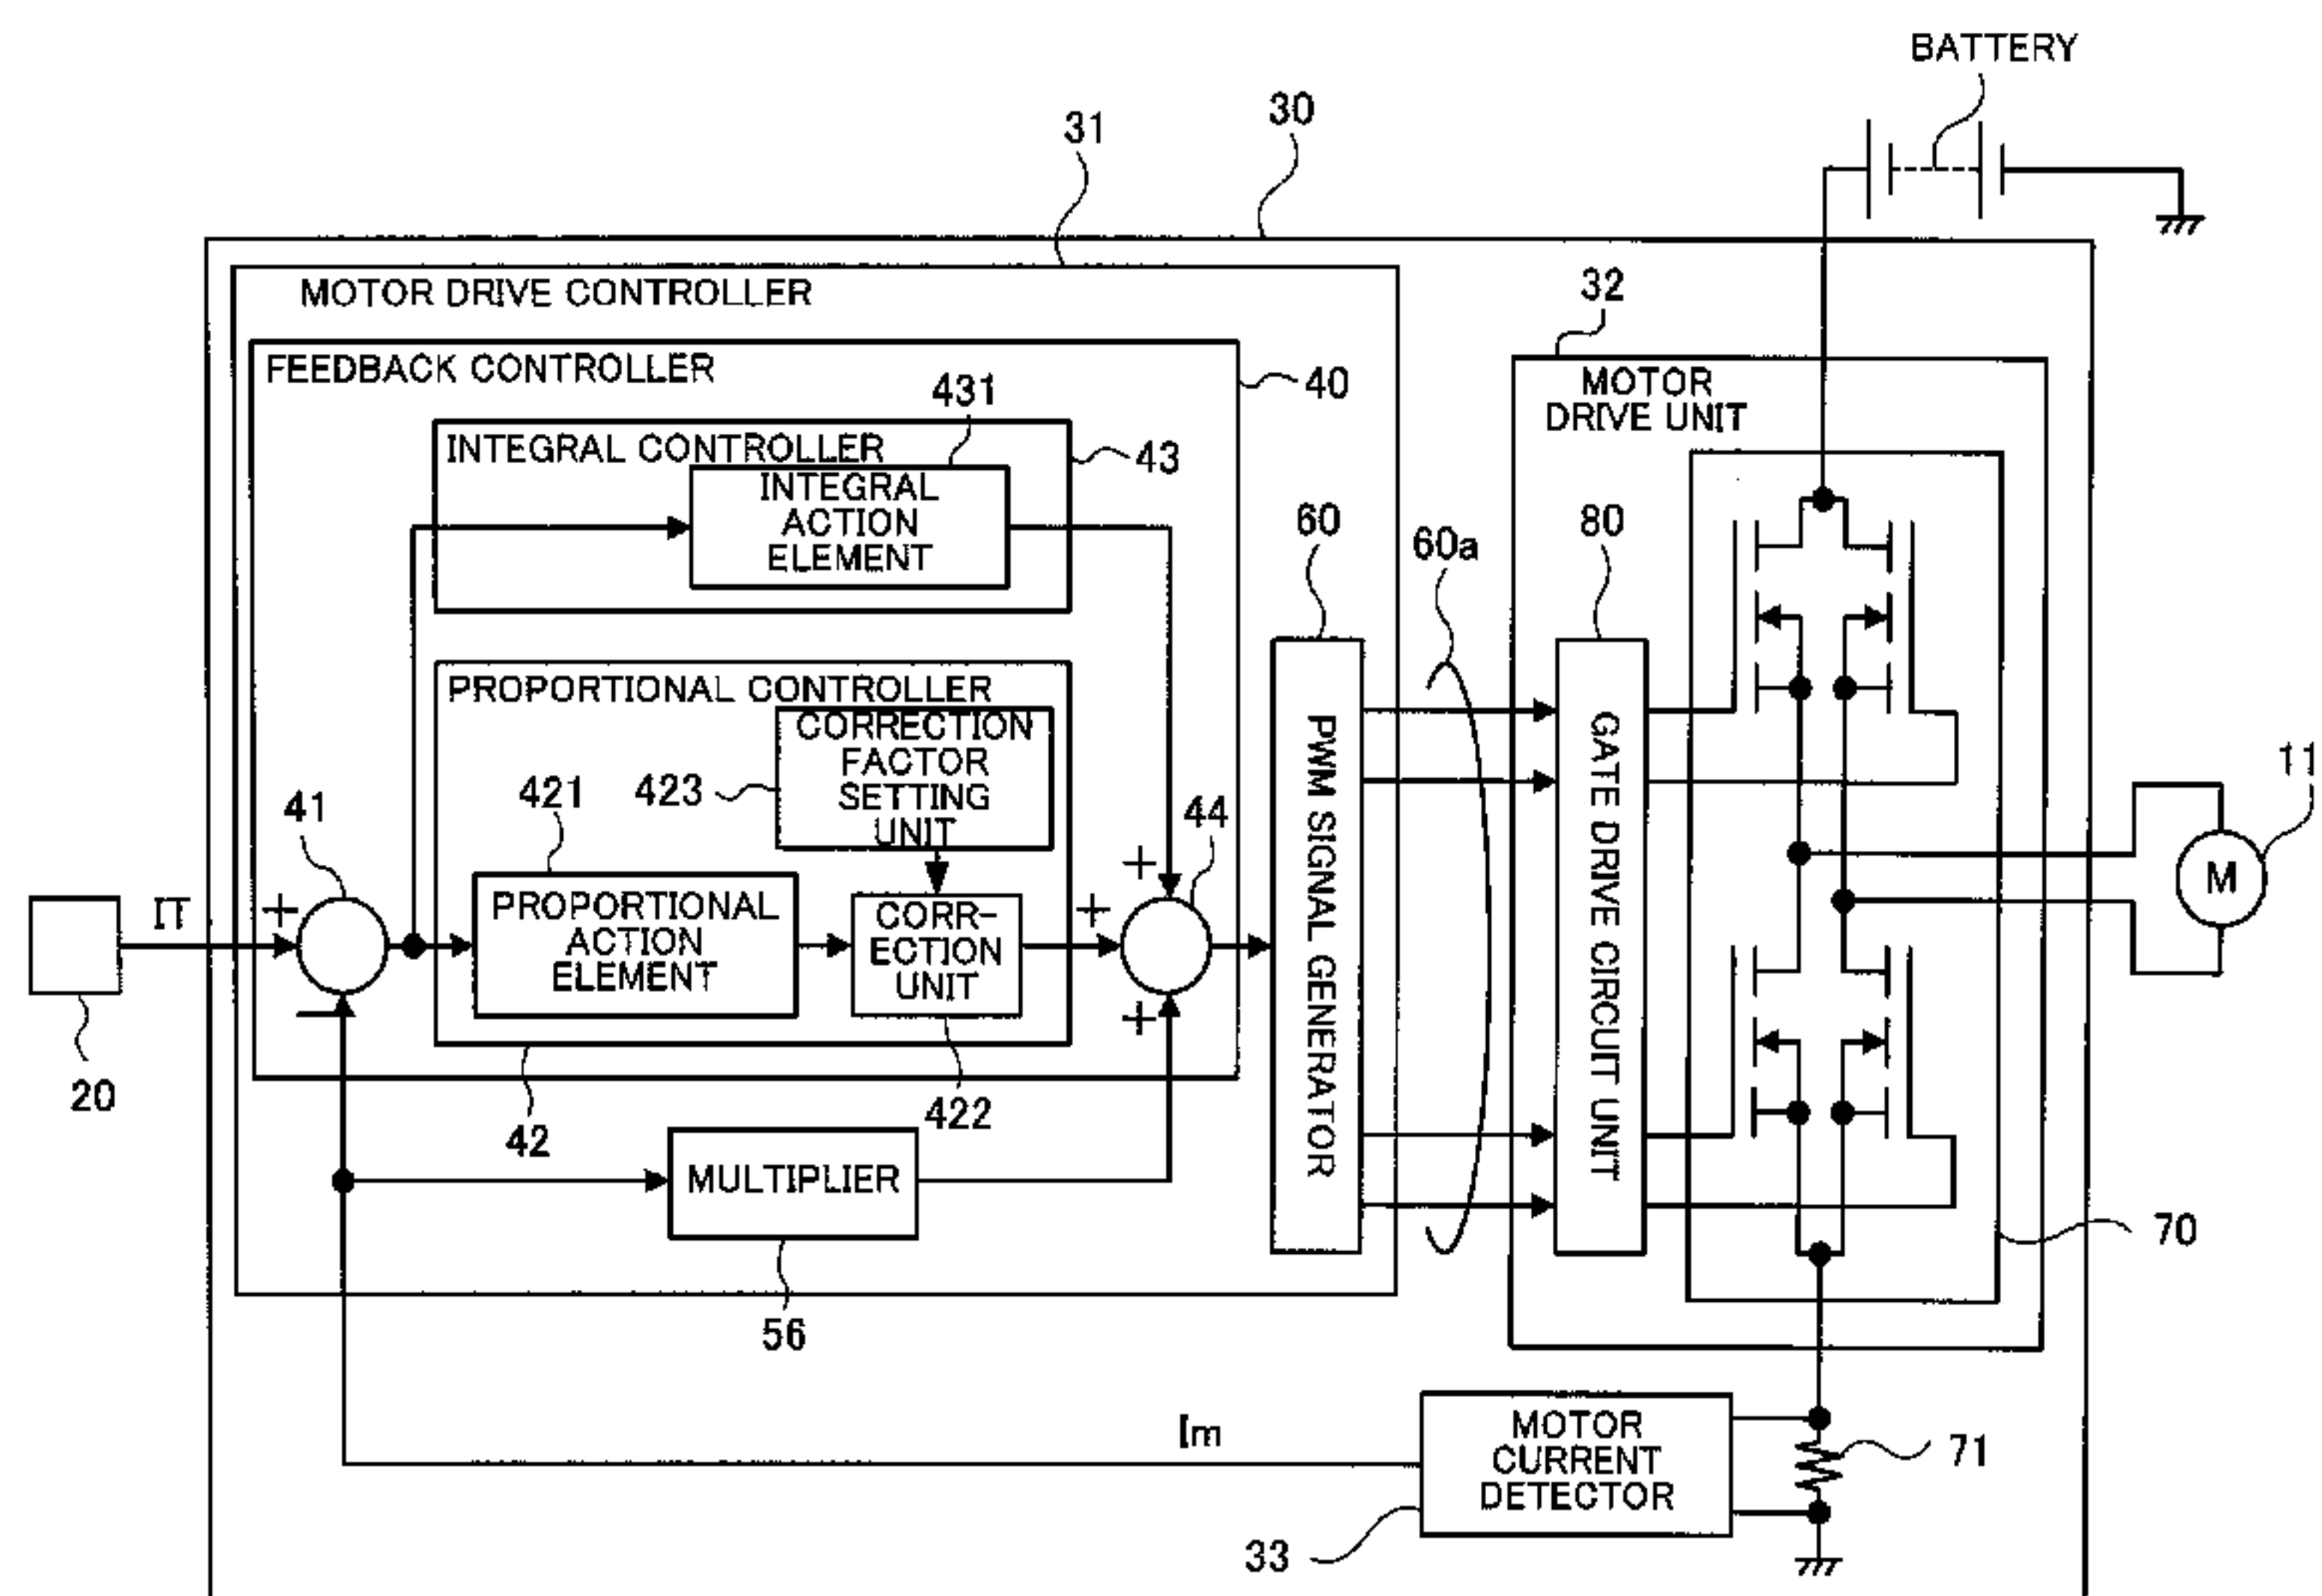 BATTERY
30
31
MOTOR DRIVE CONTROLLER
32
FEEDBACK CONTROLLER
40
MOTOR
DRIVE UNIT
431
INTEGRAL CONTROLLER
43
INTEGRAL
ACTION
ELEMENT
60
60a
80
PROPORTIONAL CONTROLLER
CORRECTION
FACTOR
SETTING
UNIT
423
421
41
44
11
M
IT
+
+
+
+
−
PROPORTIONAL
ACTION
ELEMENT
CORR-
ECTION
UNIT
PWM SIGNAL GENERATOR
GATE DRIVE CIRCUIT UNIT
20
42
422
MULTIPLIER
56
70
Im
MOTOR
CURRENT
DETECTOR
71
33